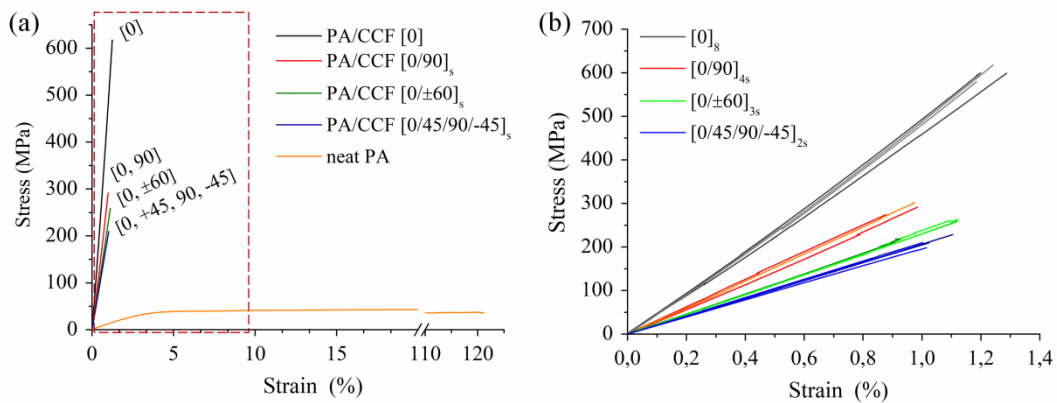 (a)
[0]
PA/CCF [0]
PA/CCF [0/90]s
PA/CCF [0/±60]s
PA/CCF [0/45/90/-45]s
neat PA
[0, 90]
[0, ±60]
[0, +45, 90, -45]
600
500
400
300
200
100
0
Stress (MPa)
0 5 10 15 110 120
Strain (%)
(b)
[0]8
[0/90]4s
[0/±60]3s
[0/45/90/-45]2s
700
600
500
400
300
200
100
0
Stress (MPa)
0,0 0,2 0,4 0,6 0,8 1,0 1,2 1,4
Strain (%)